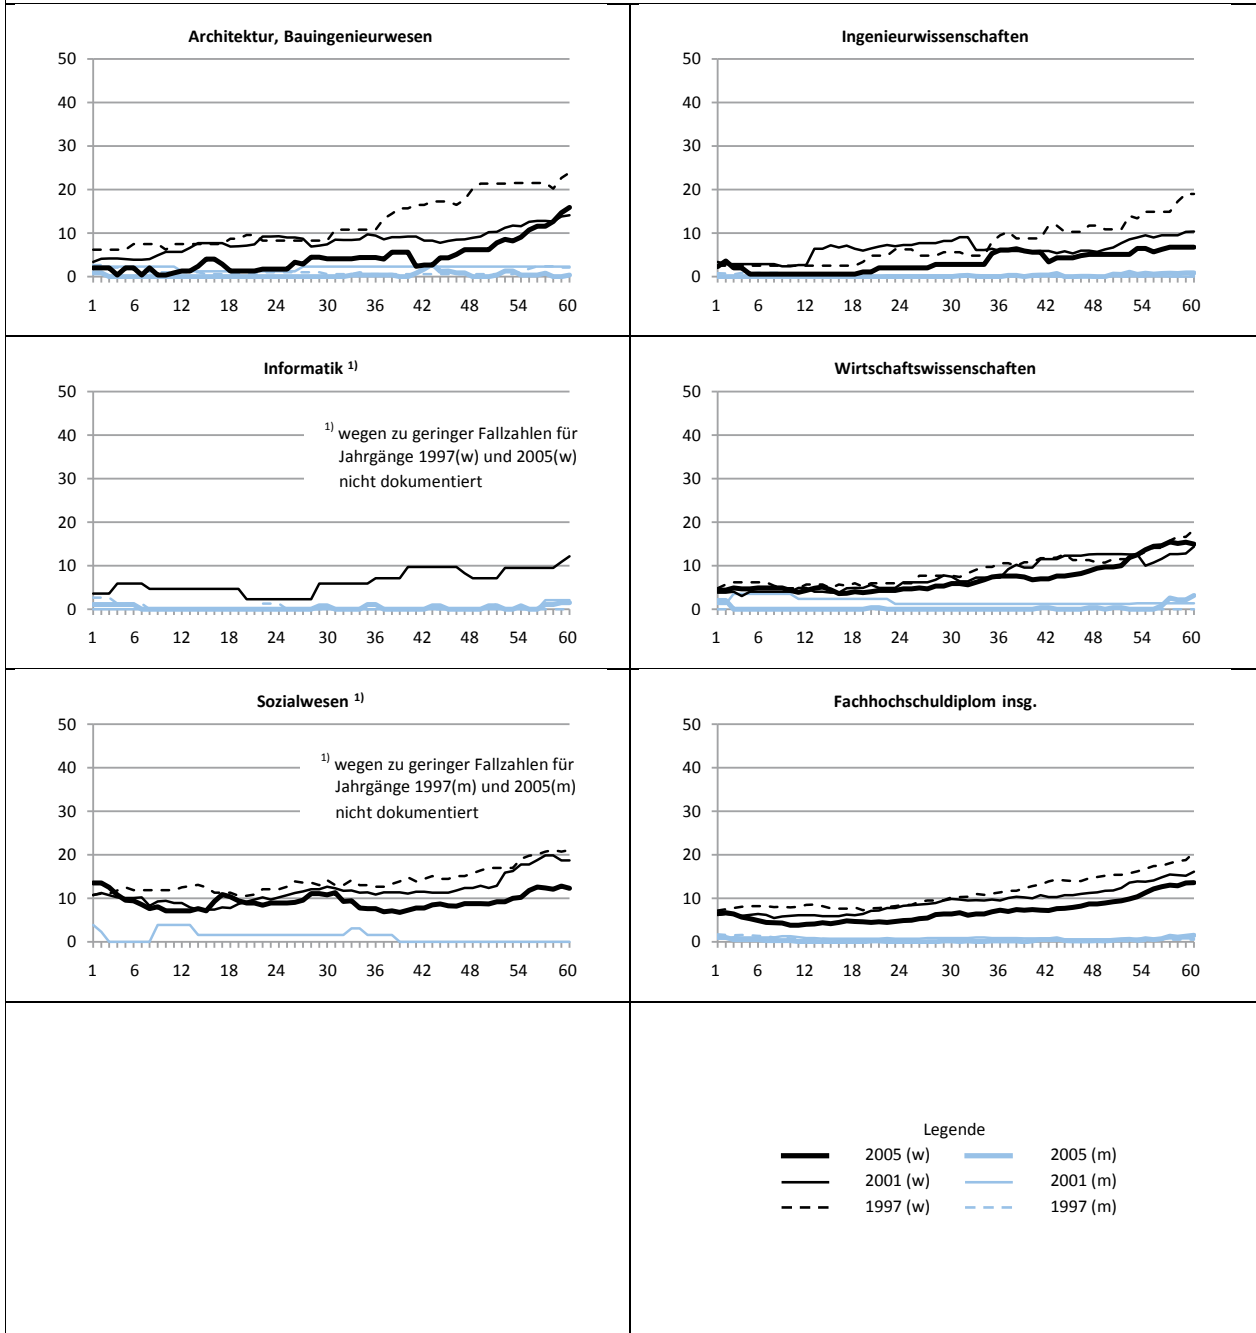 Architektur, Bauingenieurwesen
50
40
30
20
10
0
1 6 12 18 24 30 36 42 48 54 60
Ingenieurwissenschaften
50
40
30
20
10
0
1 6 12 18 24 30 36 42 48 54 60
Informatik 1)
1) wegen zu geringer Fallzahlen für
Jahrgänge 1997(w) und 2005(w)
nicht dokumentiert
50
40
30
20
10
0
1 6 12 18 24 30 36 42 48 54 60
Wirtschaftswissenschaften
50
40
30
20
10
0
1 6 12 18 24 30 36 42 48 54 60
Sozialwesen 1)
1) wegen zu geringer Fallzahlen für
Jahrgänge 1997(m) und 2005(m)
nicht dokumentiert
50
40
30
20
10
0
1 6 12 18 24 30 36 42 48 54 60
Fachhochschuldiplom insg.
50
40
30
20
10
0
1 6 12 18 24 30 36 42 48 54 60
Legende
2005 (w) 2005 (m)
2001 (w) 2001 (m)
1997 (w) 1997 (m)